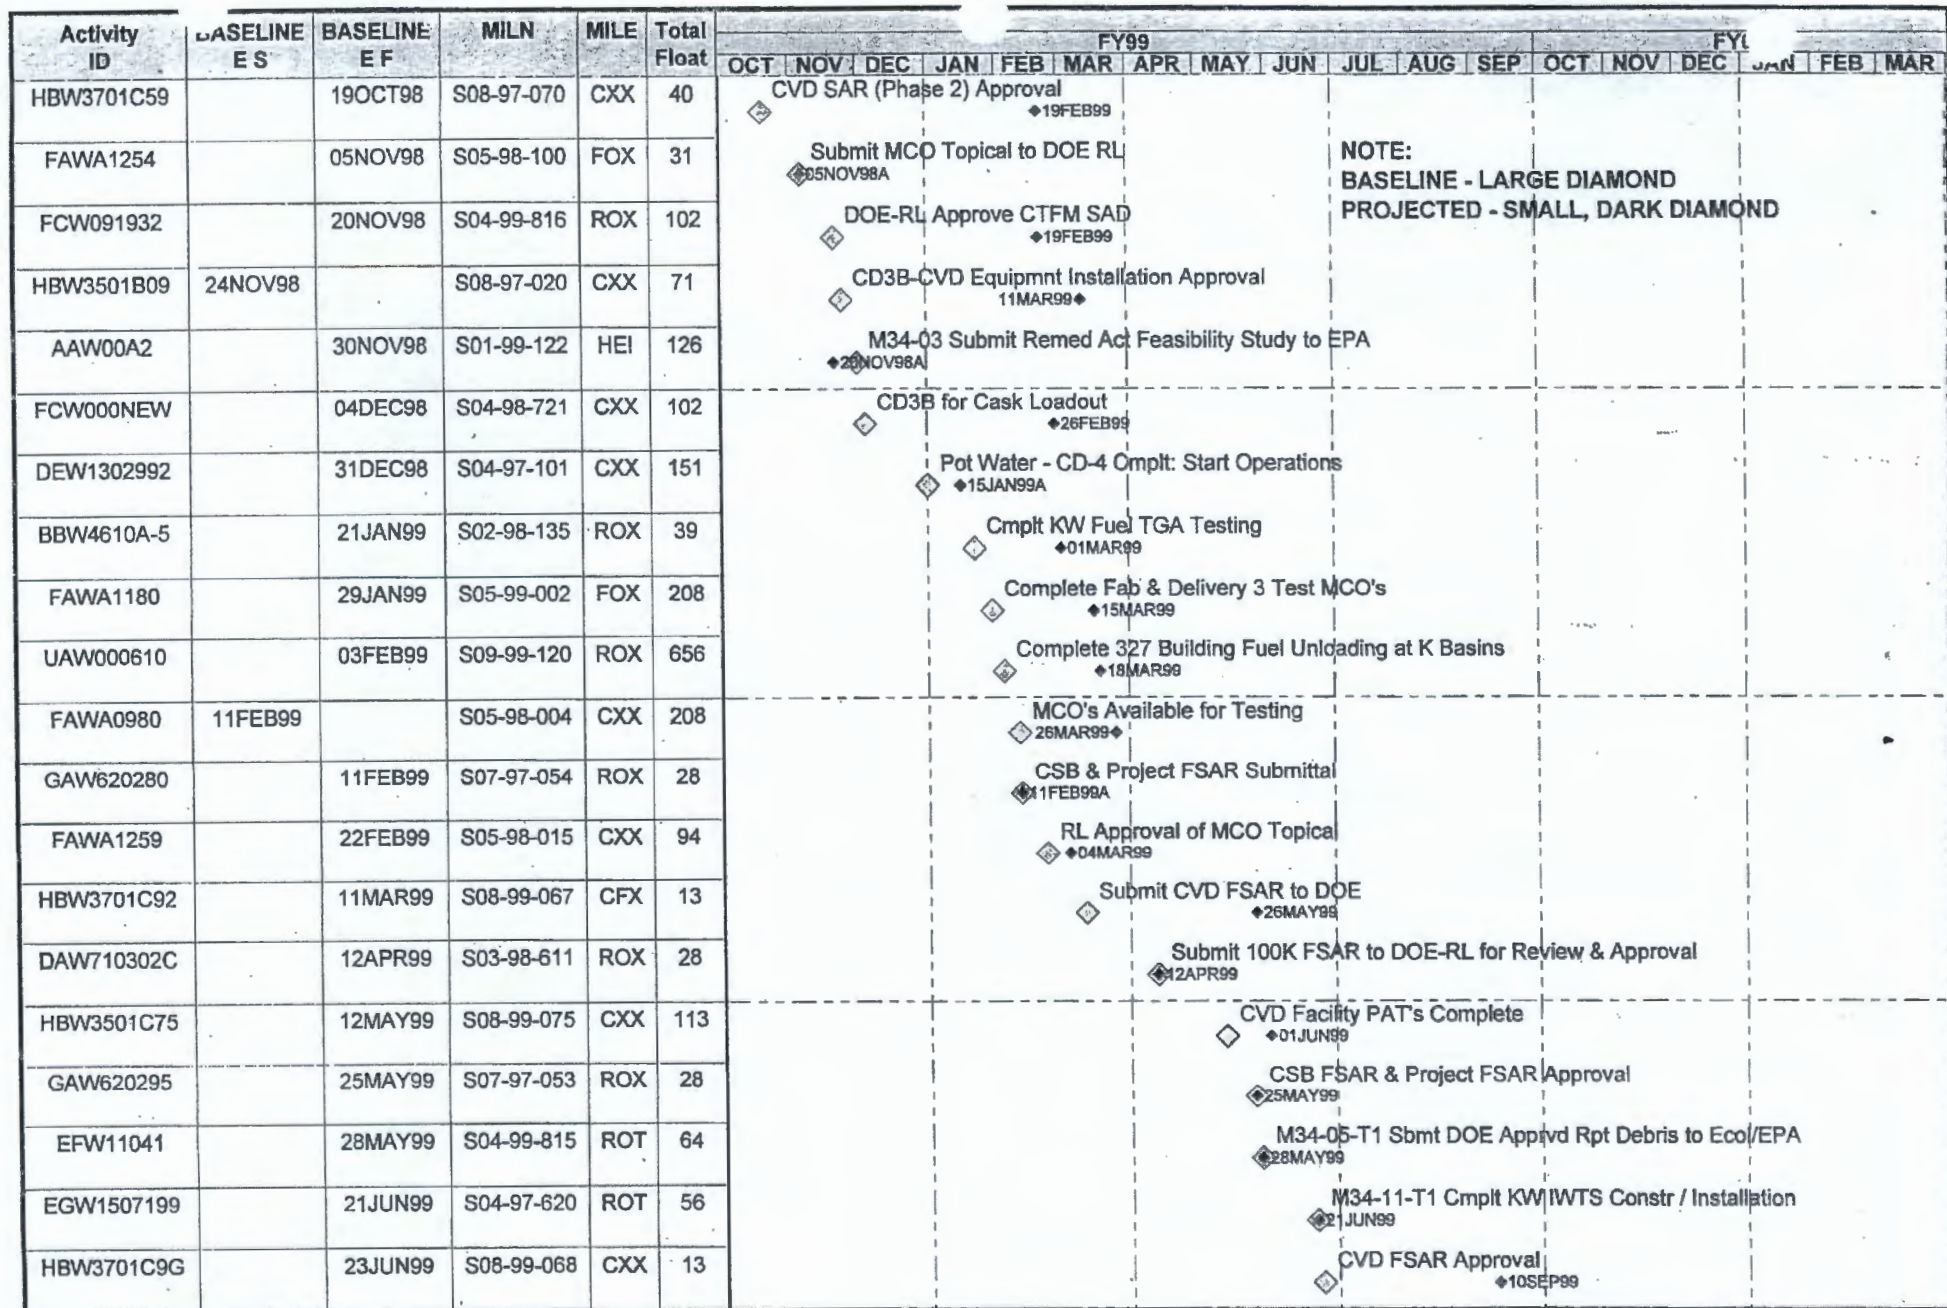 Activity ID BASELINE E S BASELINE E F MILN MILE Total Float
FY99
OCT NOV DEC JAN FEB MAR APR MAY JUN JUL AUG SEP OCT NOV DEC JAN FEB MAR
HBW3701C59 19OCT98 S08-97-070 CXX 40 CVD SAR (Phase 2) Approval
19FEB99
FAWA1254 05NOV98 S05-98-100 FOX 31 Submit MCO Topical to DOE RL
05NOV98A
NOTE:
BASELINE - LARGE DIAMOND
PROJECTED - SMALL, DARK DIAMOND
FCW091932 20NOV98 S04-99-816 ROX 102 DOE-RL Approve CTFM SAD
19FEB99
HBW3501B09 24NOV98 S08-97-020 CXX 71 CD3B-CVD Equipmnt Installation Approval
11MAR99
AAW00A2 30NOV98 S01-99-122 HEI 126 M34-03 Submit Remed Act Feasibility Study to EPA
20NOV98A
FCW000NEW 04DEC98 S04-98-721 CXX 102 CD3B for Cask Loadout
26FEB99
DEW1302992 31DEC98 S04-97-101 CXX 151 Pot Water - CD-4 Cmplt: Start Operations
15JAN99A
BBW4610A-5 21JAN99 S02-98-135 ROX 39 Cmplt KW Fuel TGA Testing
01MAR99
FAWA1180 29JAN99 S05-99-002 FOX 208 Complete Fab & Delivery 3 Test MCO's
15MAR99
UAW000610 03FEB99 S09-99-120 ROX 656 Complete 327 Building Fuel Unloading at K Basins
18MAR99
FAWA0980 11FEB99 S05-98-004 CXX 208 MCO's Available for Testing
26MAR99
GAW620280 11FEB99 S07-97-054 ROX 28 CSB & Project FSAR Submittal
11FEB99A
FAWA1259 22FEB99 S05-98-015 CXX 94 RL Approval of MCO Topical
04MAR99
HBW3701C92 11MAR99 S08-99-067 CFX 13 Submit CVD FSAR to DOE
26MAY99
DAW710302C 12APR99 S03-98-611 ROX 28 Submit 100K FSAR to DOE-RL for Review & Approval
12APR99
HBW3501C75 12MAY99 S08-99-075 CXX 113 CVD Facility PAT's Complete
01JUN99
GAW620295 25MAY99 S07-97-053 ROX 28 CSB FSAR & Project FSAR Approval
25MAY99
EFW11041 28MAY99 S04-99-815 ROT 64 M34-05-T1 Sbmt DOE Apprvd Rpt Debris to Ecol/EPA
28MAY99
EGW1507199 21JUN99 S04-97-620 ROT 56 M34-11-T1 Cmplt KW IWTS Constr / Installation
21JUN99
HBW3701C9G 23JUN99 S08-99-068 CXX 13 CVD FSAR Approval
10SEP99